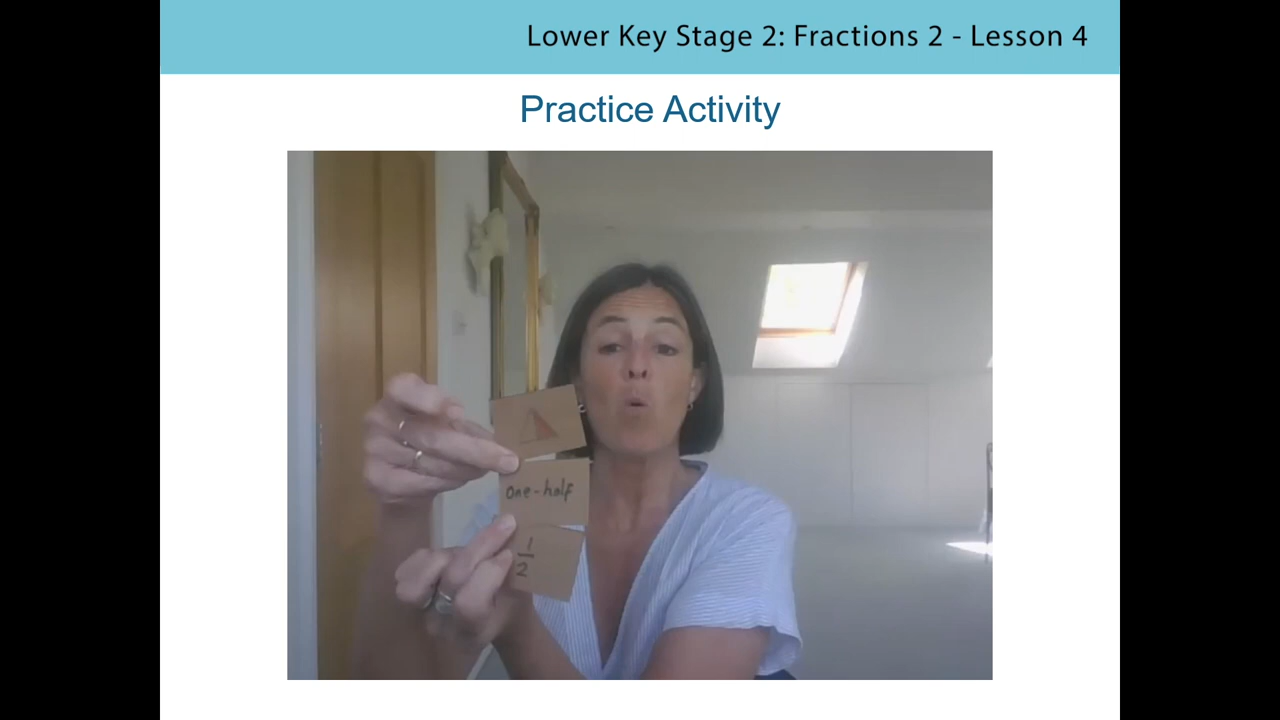 Lower Key Stage 2: Fractions 2 - Lesson 4
Practice Activity
one-half
1
2